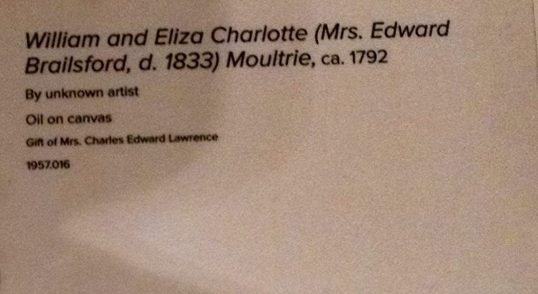 William and Eliza Charlotte (Mrs. Edward
Brailsford, d. 1833) Moultrie, ca. 1792
By unknown artist
Oil on canvas
Gift of Mrs. Charles Edward Lawrence
1957.016